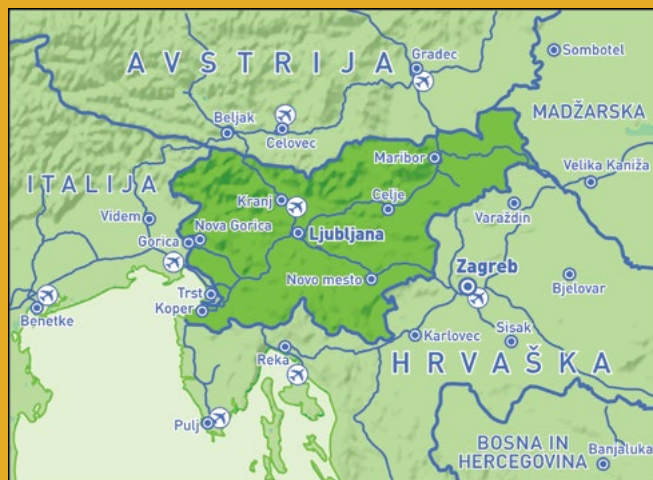 AVSTRIJA
Gradec
Sombotel
MADŽARSKA
Beljak
Celovec
Maribor
ITALIJA
Velika Kaniža
Kranj
Celje
Varaždin
Videm
Nova Gorica
Gorica
Ljubljana
Zagreb
Novo mesto
Bjelovar
Trst
Koper
Benetke
Karlovec
Sisak
Reka
HRVAŠKA
Pulj
BOSNA IN
HERCEGOVINA
Banjaluka